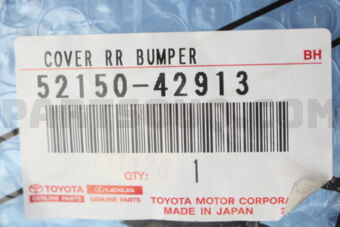 COVER RR BUMPER BH
52150-42913
QTY: 1
TOYOTA LEXUS
GENUINE PARTS GENUINE PARTS
TOYOTA MOTOR CORPORA
MADE IN JAPAN